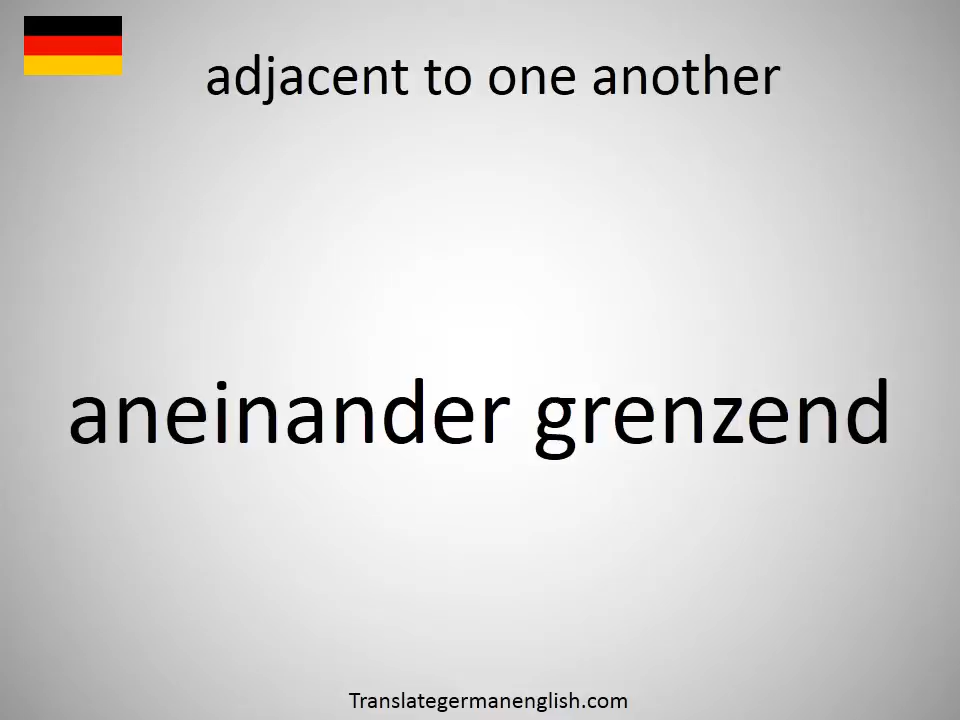 adjacent to one another
aneinander grenzend
Translategermanenglish.com